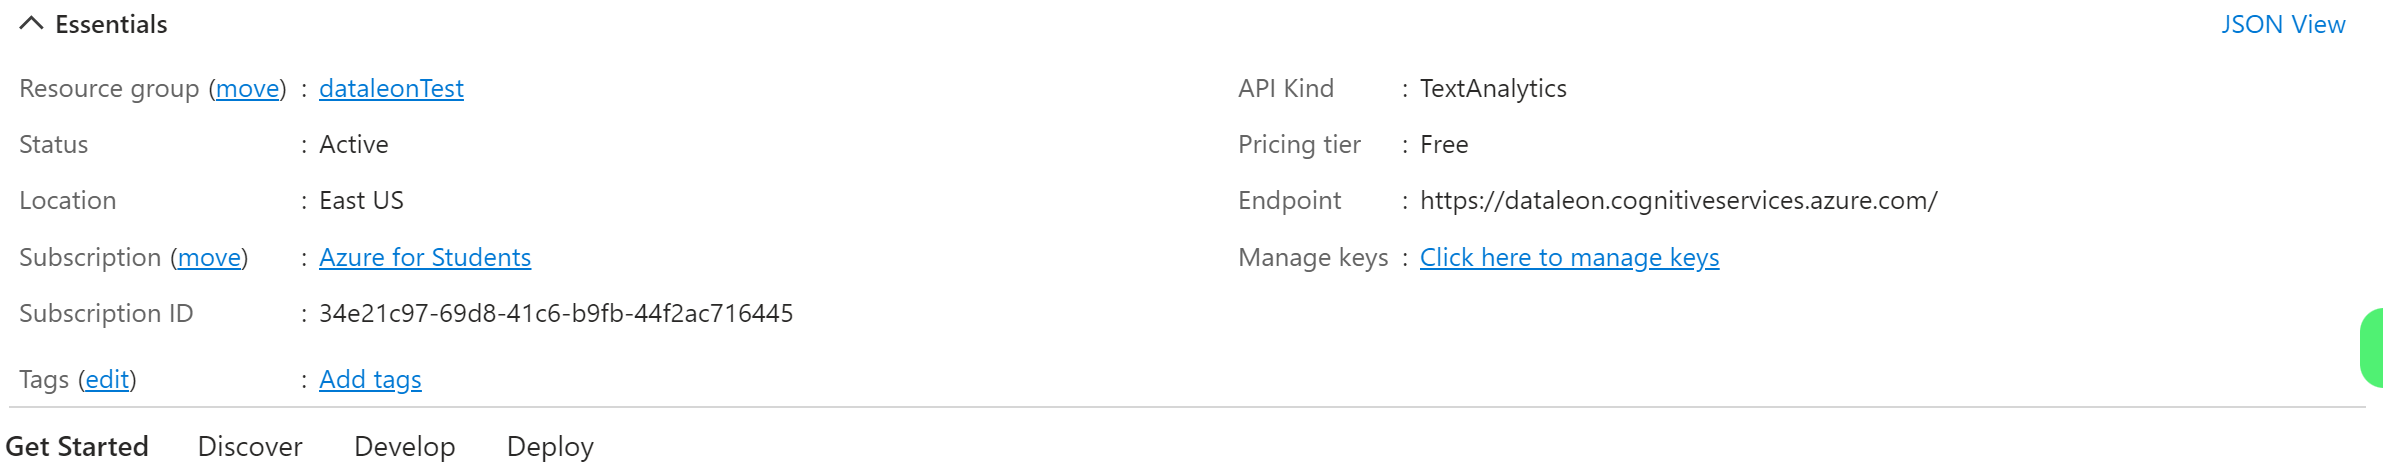 Essentials
JSON View
Resource group (move) : dataleonTest
API Kind : TextAnalytics
Status : Active
Pricing tier : Free
Location : East US
Endpoint : https://dataleon.cognitiveservices.azure.com/
Subscription (move) : Azure for Students
Manage keys : Click here to manage keys
Subscription ID : 34e21c97-69d8-41c6-b9fb-44f2ac716445
Tags (edit) : Add tags
Get Started Discover Develop Deploy